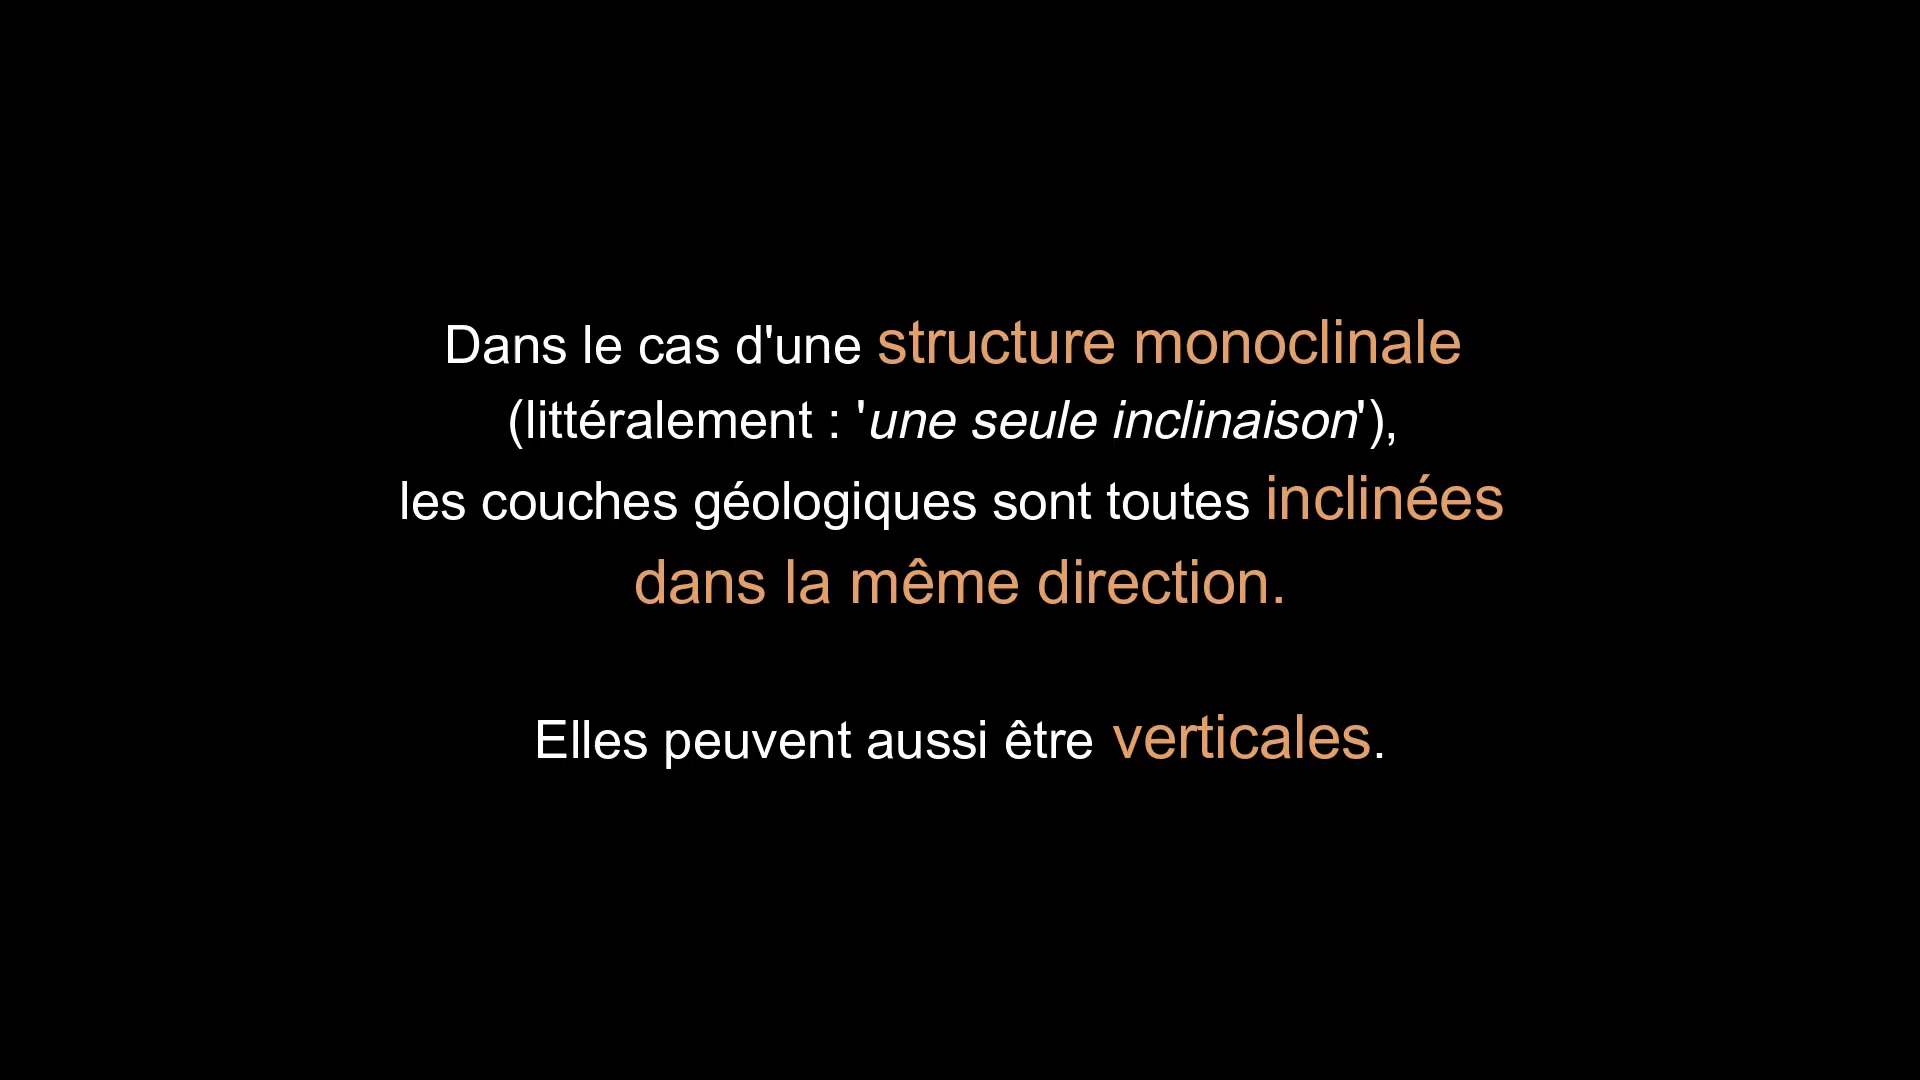 Dans le cas d'une structure monoclinale
(littéralement : 'une seule inclinaison'),
les couches géologiques sont toutes inclinées
dans la même direction.
Elles peuvent aussi être verticales.